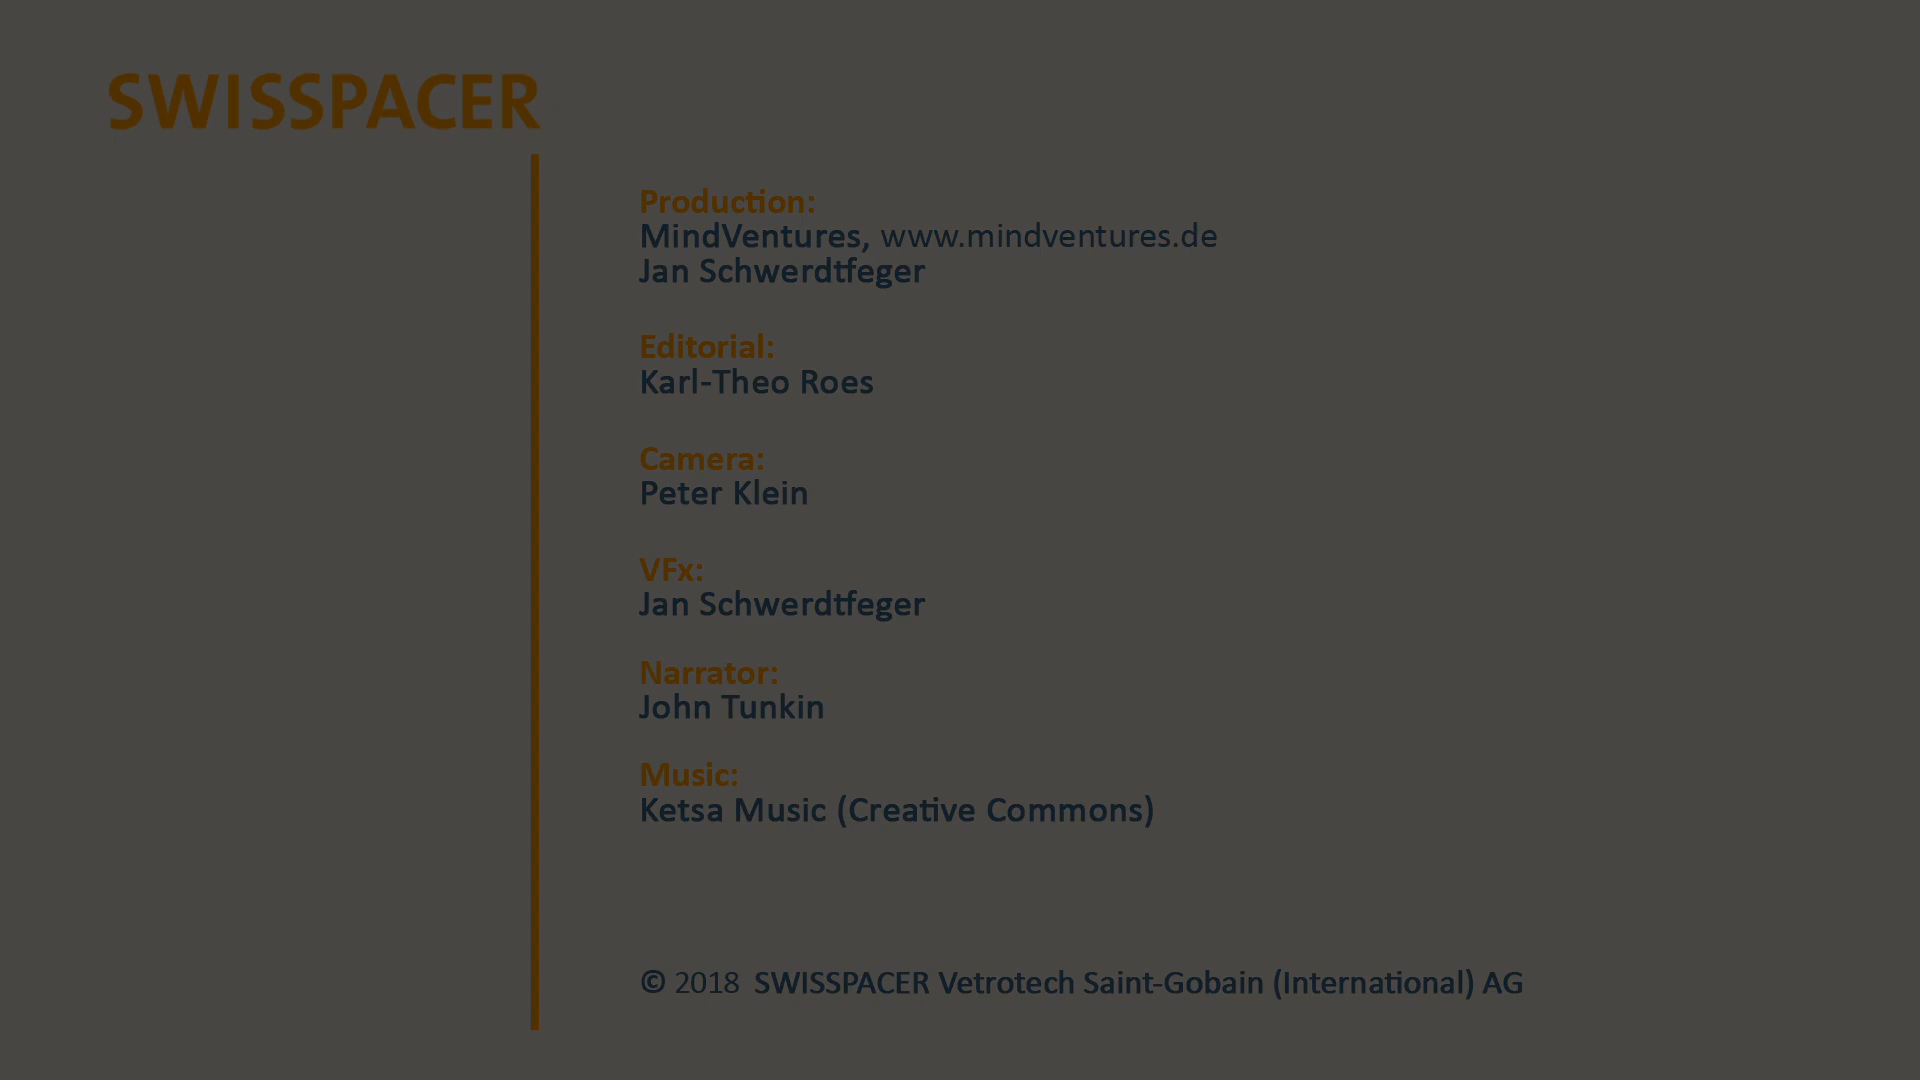 SWISSPACER
Production:
MindVentures, www.mindventures.de
Jan Schwerdtfeger
Editorial:
Karl-Theo Roes
Camera:
Peter Klein
VFx:
Jan Schwerdtfeger
Narrator:
John Tunkin
Music:
Ketsa Music (Creative Commons)
© 2018 SWISSPACER Vetrotech Saint-Gobain (International) AG